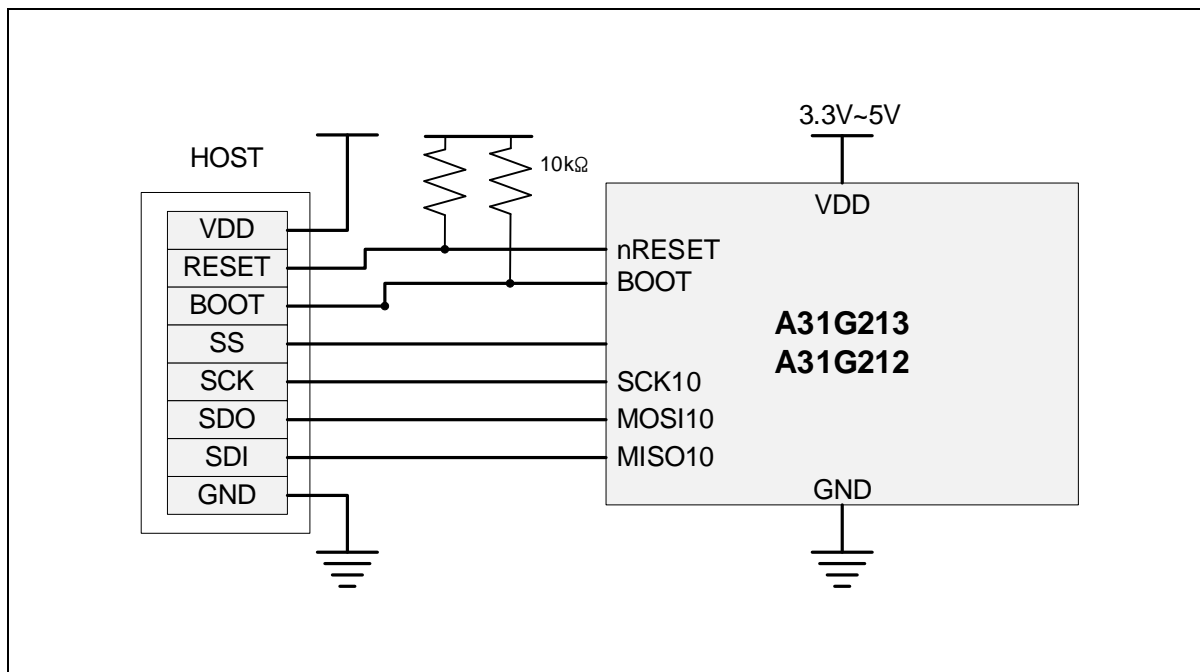 3.3V~5V
HOST
10kΩ
VDD
RESET
BOOT
SS
SCK
SDO
SDI
GND
VDD
nRESET
BOOT
A31G213
A31G212
SCK10
MOSI10
MISO10
GND